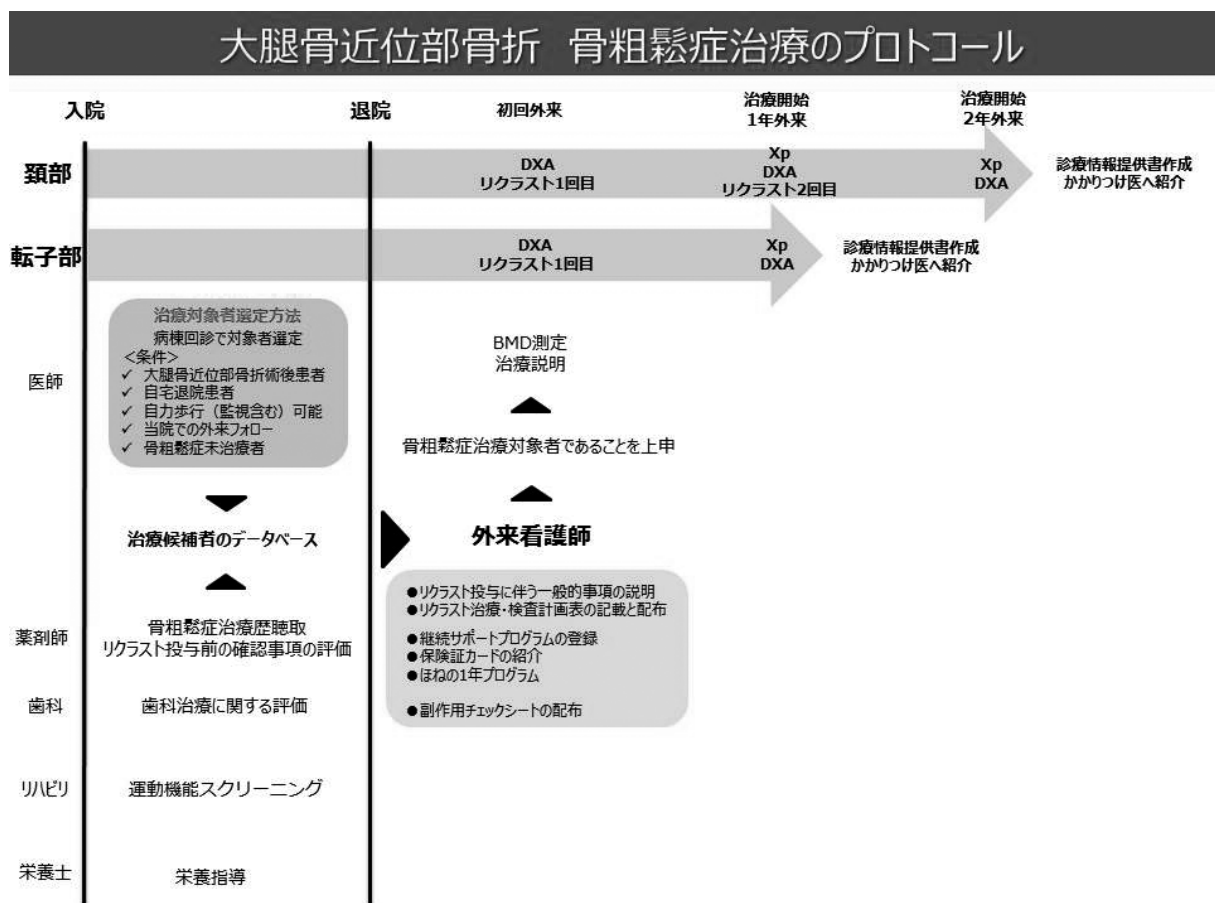 大腿骨近位部骨折 骨粗鬆症治療のプロトコール
入院
退院
初回外来
治療開始
1年外来
治療開始
2年外来
頚部
DXA
リクラスト1回目
Xp
DXA
リクラスト2回目
Xp
DXA
診療情報提供書作成
かかりつけ医へ紹介
転子部
DXA
リクラスト1回目
Xp
DXA
診療情報提供書作成
かかりつけ医へ紹介
医師
治療対象者選定方法
病棟回診で対象者選定
<条件>
✓ 大腿骨近位部骨折術後患者
✓ 自宅退院患者
✓ 自力歩行（監視含む）可能
✓ 当院での外来フォロー
✓ 骨粗鬆症未治療者
治療候補者のデータベース
BMD測定
治療説明
骨粗鬆症治療対象者であることを上申
外来看護師
●リクラスト投与に伴う一般的事項の説明
●リクラスト治療・検査計画表の記載と配布
●継続サポートプログラムの登録
●保険証カードの紹介
●ほねの1年プログラム
●副作用チェックシートの配布
薬剤師
骨粗鬆症治療歴聴取
リクラスト投与前の確認事項の評価
歯科
歯科治療に関する評価
リハビリ
運動機能スクリーニング
栄養士
栄養指導